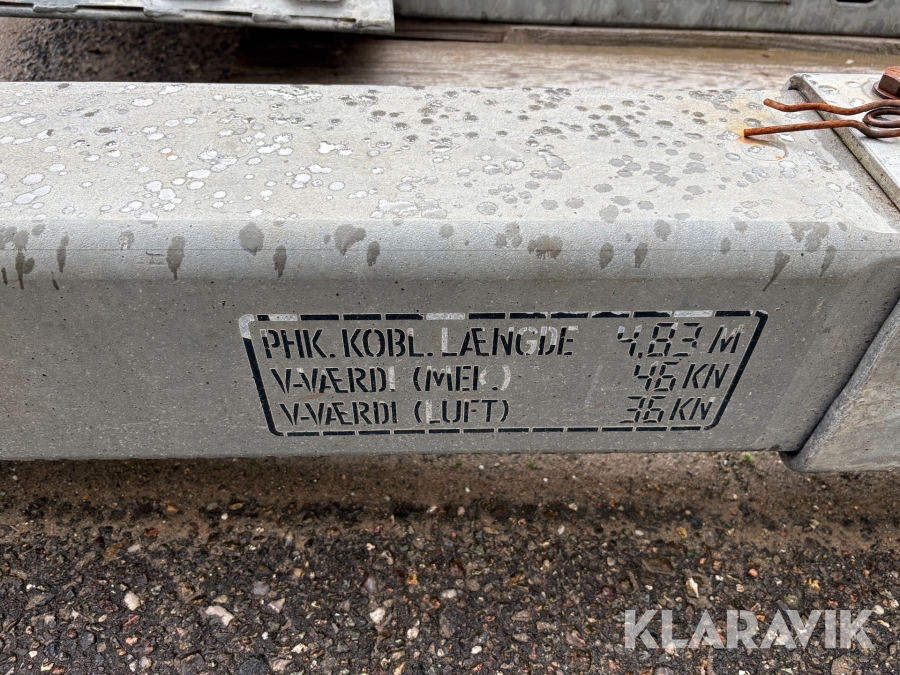 PHK. KOBL. LÆNGDE 4,83 M
V-VÆRDI (MEK.) 46 KN
V-VÆRDI (LUFT) 36 KN
KLARAVIK